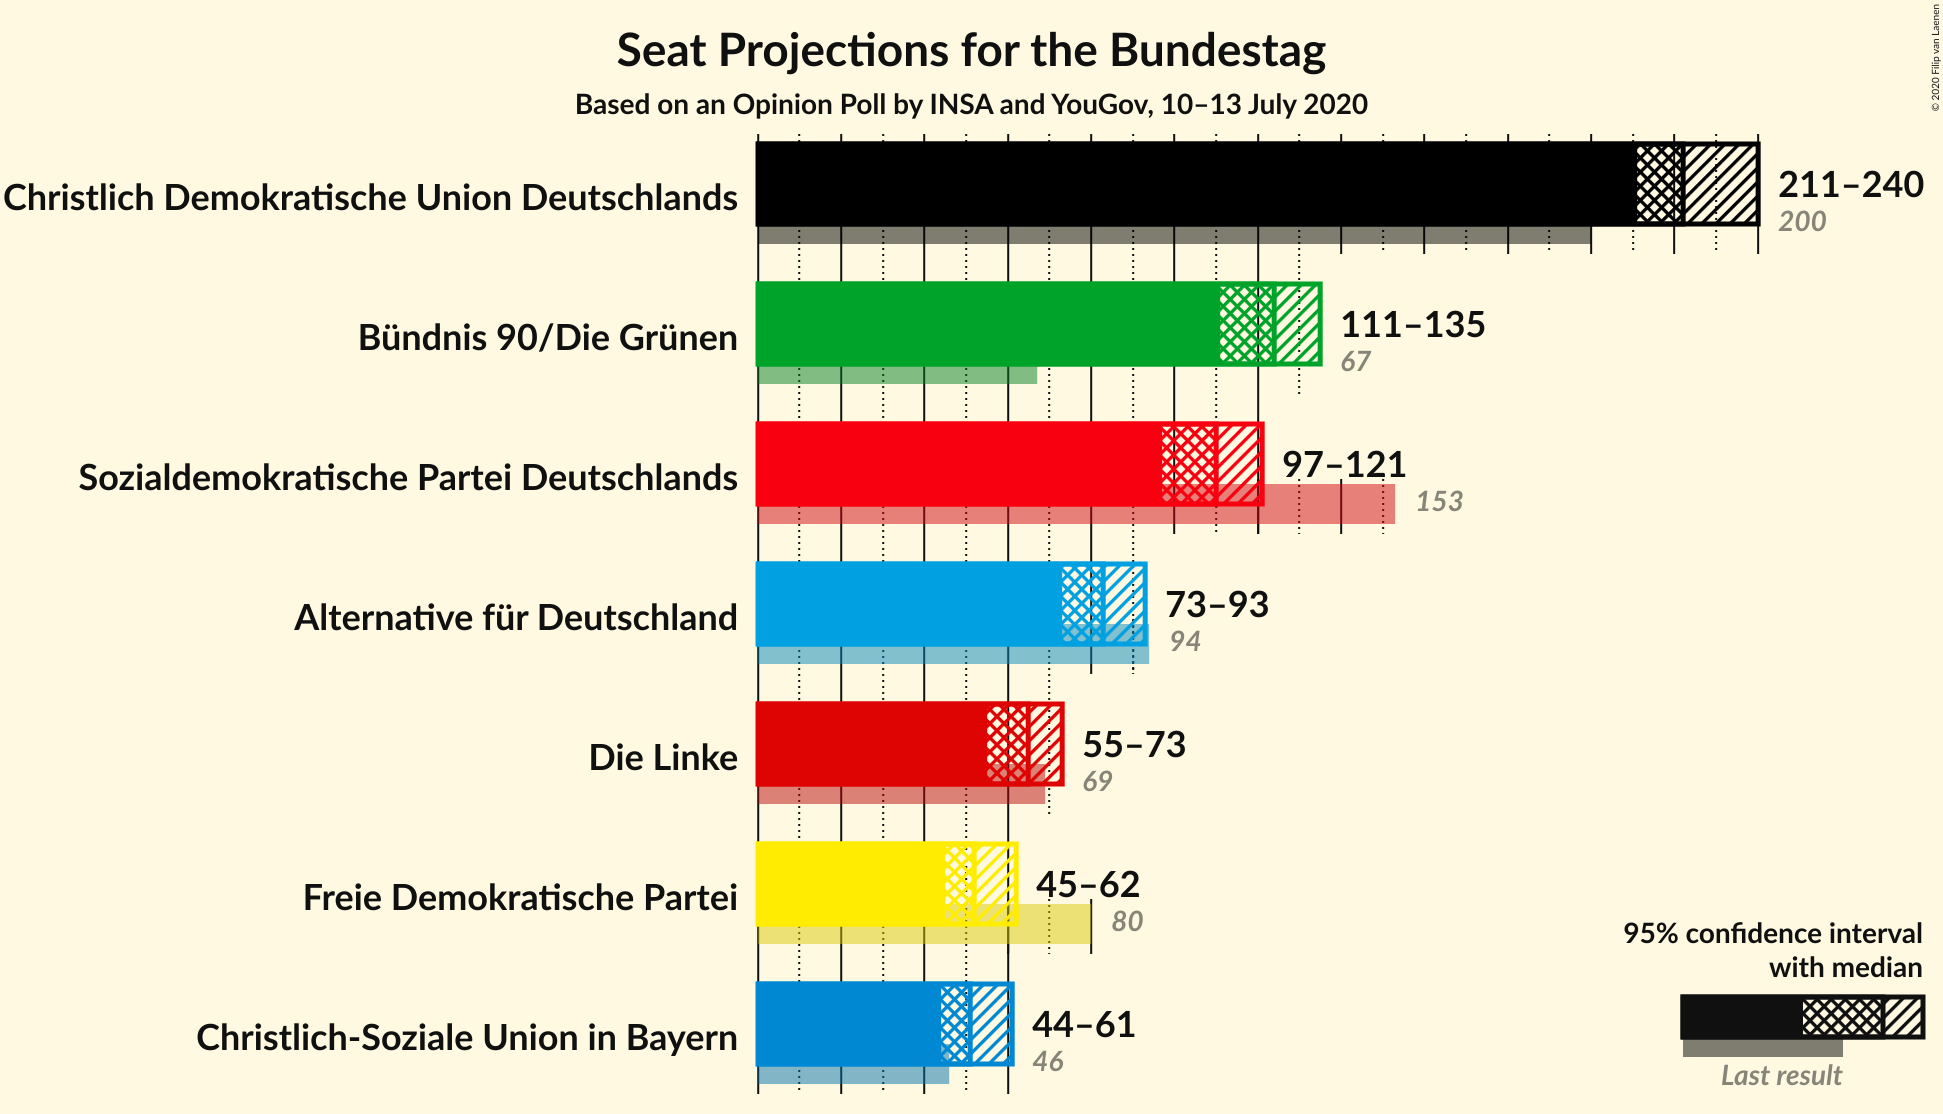 Seat Projections for the Bundestag
Based on an Opinion Poll by INSA and YouGov, 10–13 July 2020
© 2020 Filip van Laenen
Christlich Demokratische Union Deutschlands
211–240
200
Bündnis 90/Die Grünen
111–135
67
Sozialdemokratische Partei Deutschlands
97–121
153
Alternative für Deutschland
73–93
94
Die Linke
55–73
69
Freie Demokratische Partei
45–62
80
Christlich-Soziale Union in Bayern
44–61
46
95% confidence interval
with median
Last result